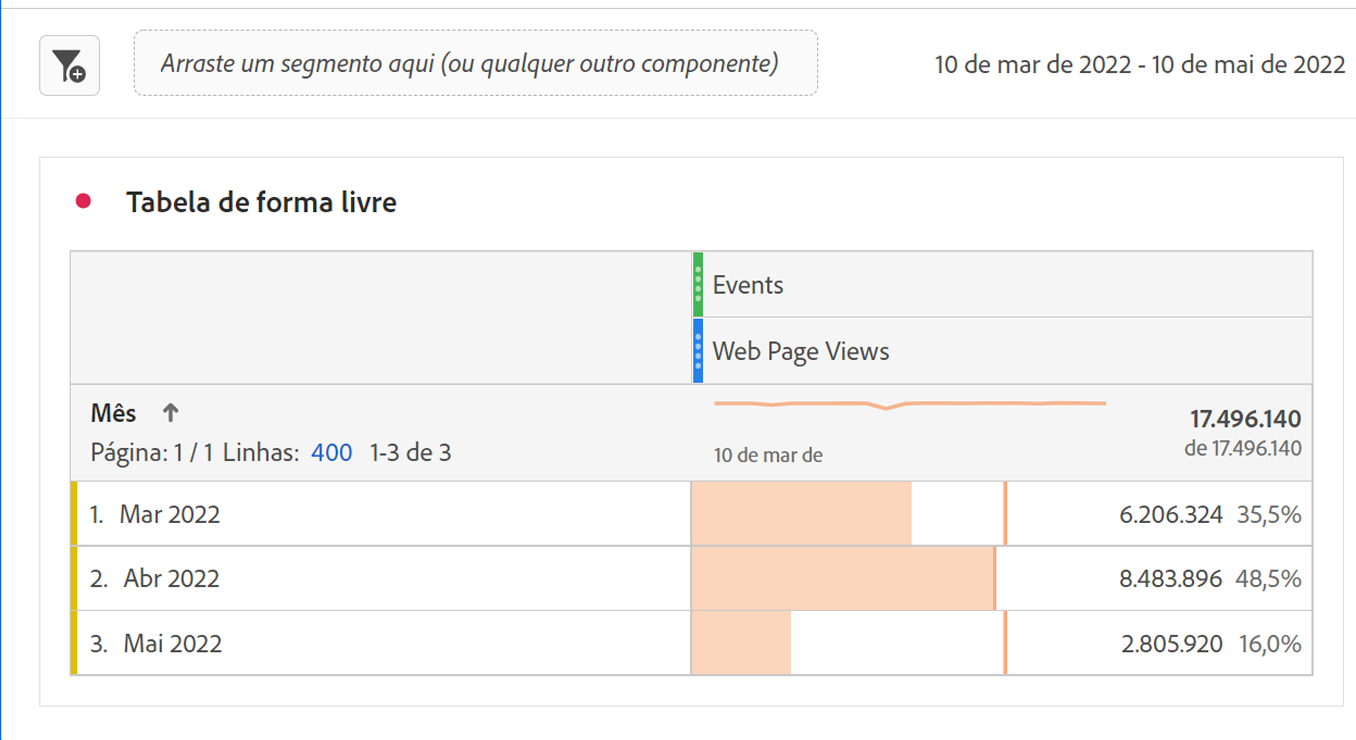 Arraste um segmento aqui (ou qualquer outro componente)
10 de mar de 2022 - 10 de mai de 2022
Tabela de forma livre
Events
Web Page Views
Mês
17.496.140
Página: 1 / 1 Linhas: 400 1-3 de 3
10 de mar de
de 17.496.140
1. Mar 2022 6.206.324 35,5%
2. Abr 2022 8.483.896 48,5%
3. Mai 2022 2.805.920 16,0%